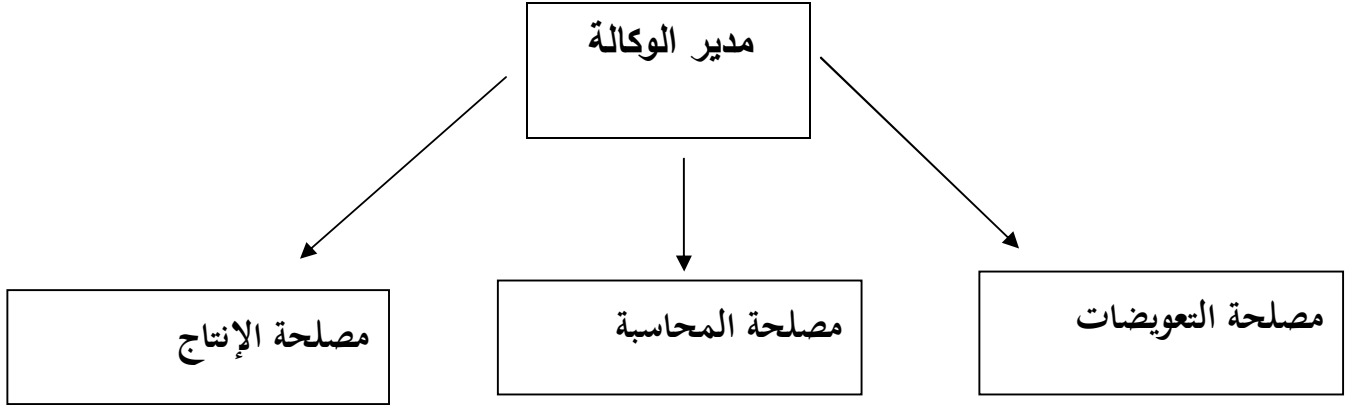 مدير الوكالة
مصلحة التعويضات
مصلحة المحاسبة
مصلحة الإنتاج